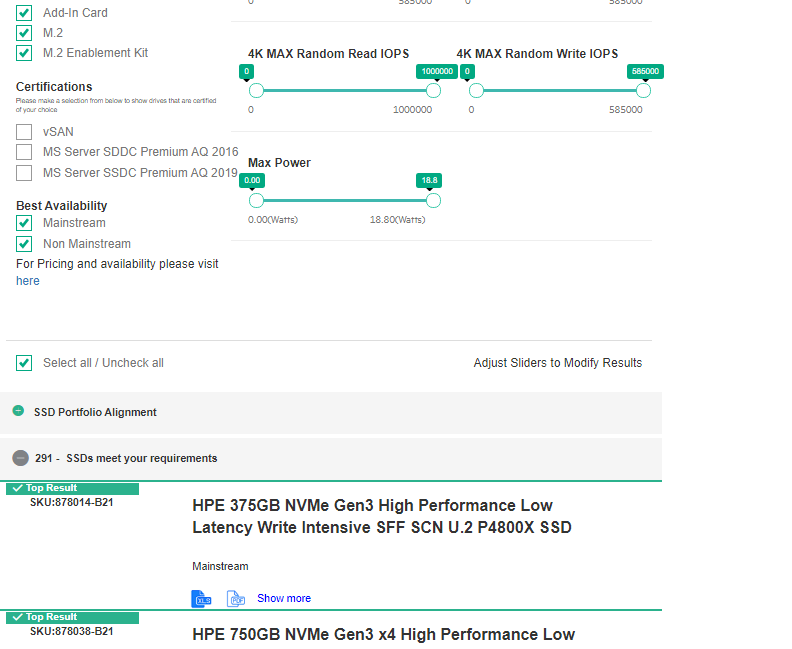 0 585000 0 585000
Add-In Card
M.2
M.2 Enablement Kit
Certifications
Please make a selection from below to show drives that are certified
of your choice
vSAN
MS Server SDDC Premium AQ 2016
MS Server SSDC Premium AQ 2019
Best Availability
Mainstream
Non Mainstream
For Pricing and availability please visit
here
4K MAX Random Read IOPS
0 1000000
0 1000000
4K MAX Random Write IOPS
0 585000
0 585000
Max Power
0.00 18.8
0.00(Watts) 18.80(Watts)
Select all / Uncheck all
Adjust Sliders to Modify Results
SSD Portfolio Alignment
291 - SSDs meet your requirements
Top Result
SKU:878014-B21
HPE 375GB NVMe Gen3 High Performance Low
Latency Write Intensive SFF SCN U.2 P4800X SSD
Mainstream
XLS PDF Show more
Top Result
SKU:878038-B21
HPE 750GB NVMe Gen3 x4 High Performance Low